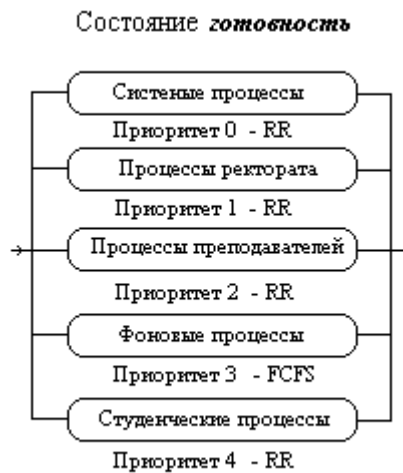 Состояние готовность
Систеные процессы
Приоритет 0 - RR
Процессы ректората
Приоритет 1 - RR
Процессы преподавателей
Приоритет 2 - RR
Фоновые процессы
Приоритет 3 - FCFS
Студенческие процессы
Приоритет 4 - RR